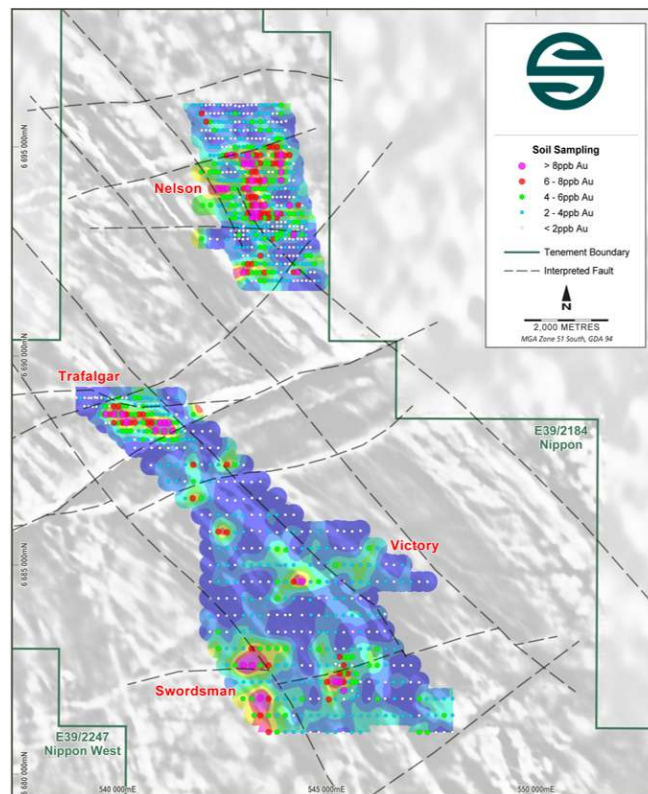 Soil Sampling
> 8ppb Au
6 - 8ppb Au
4 - 6ppb Au
2 - 4ppb Au
< 2ppb Au
Tenement Boundary
Interpreted Fault
N
2,000 METRES
MGA Zone 51 South, GDA 94
6 695 000mN
Nelson
6 690 000mN
Trafalgar
E39/2184
Nippon
Victory
6 685 000mN
Swordsman
E39/2247
Nippon West
6 680 000mN
540 000mE
545 000mE
550 000mE